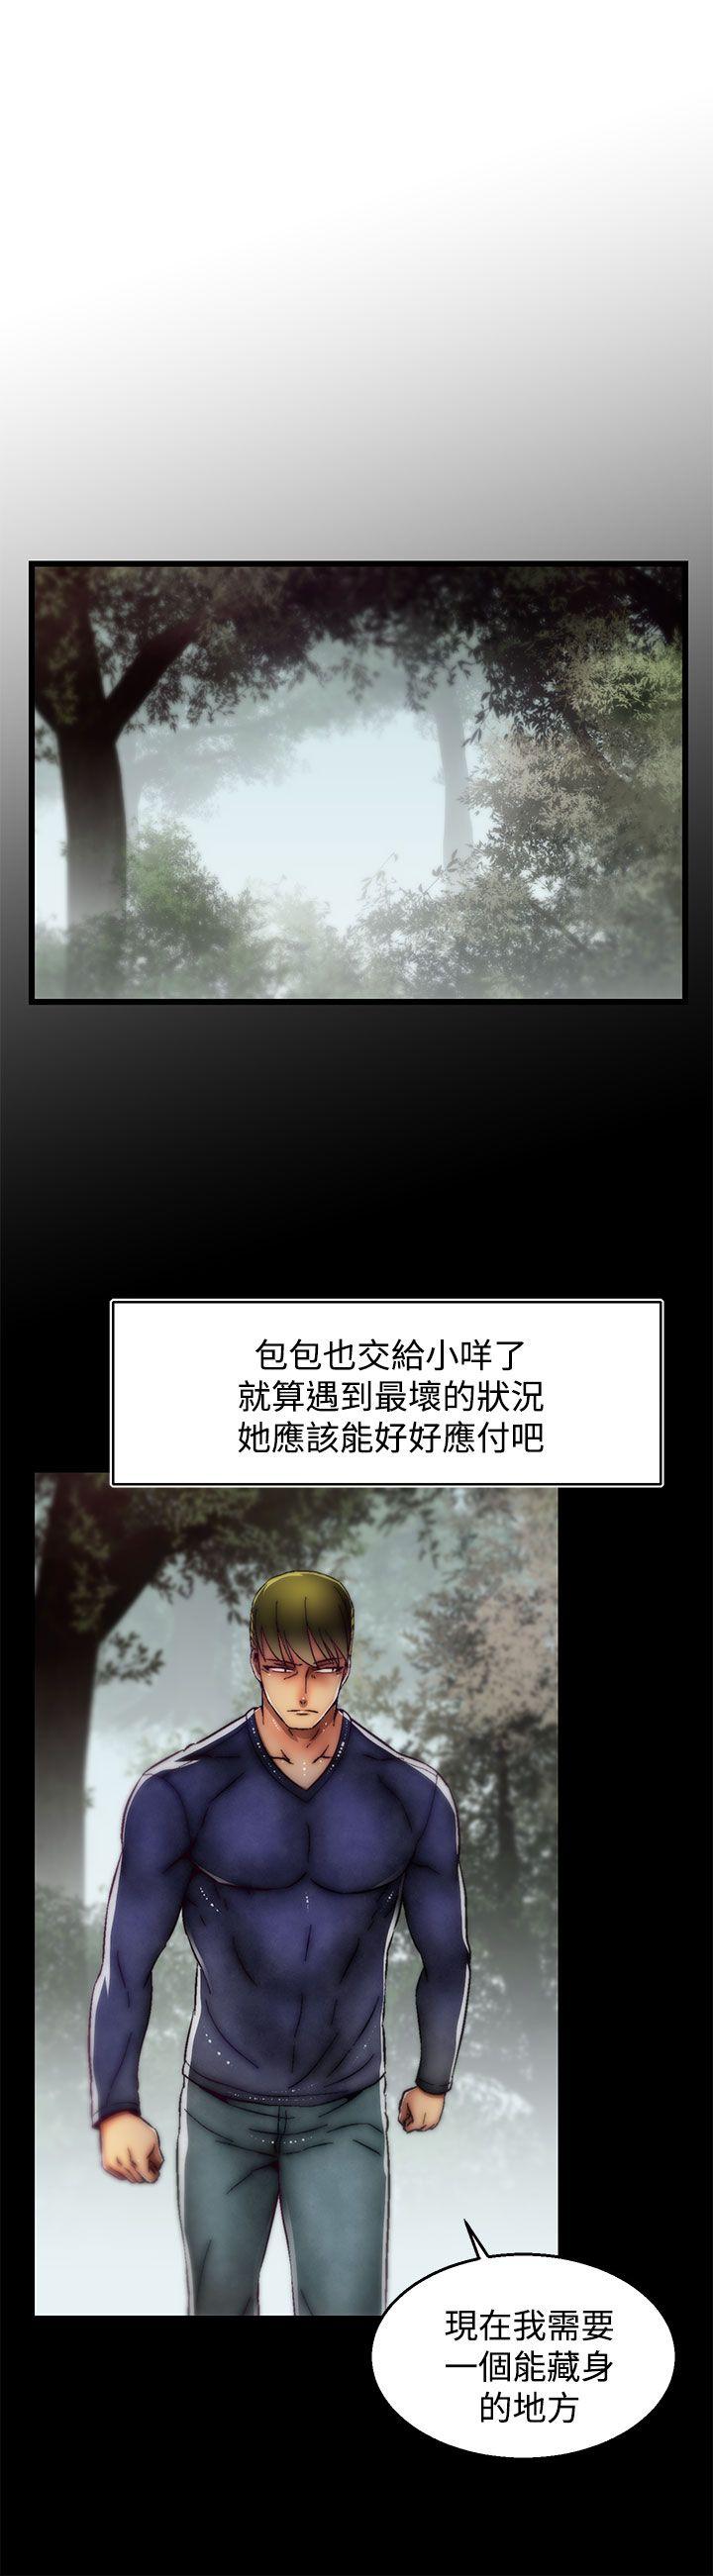 包包也交給小咩了
就算遇到最壞的狀況
她應該能好好應付吧
現在我需要
一個能藏身
的地方